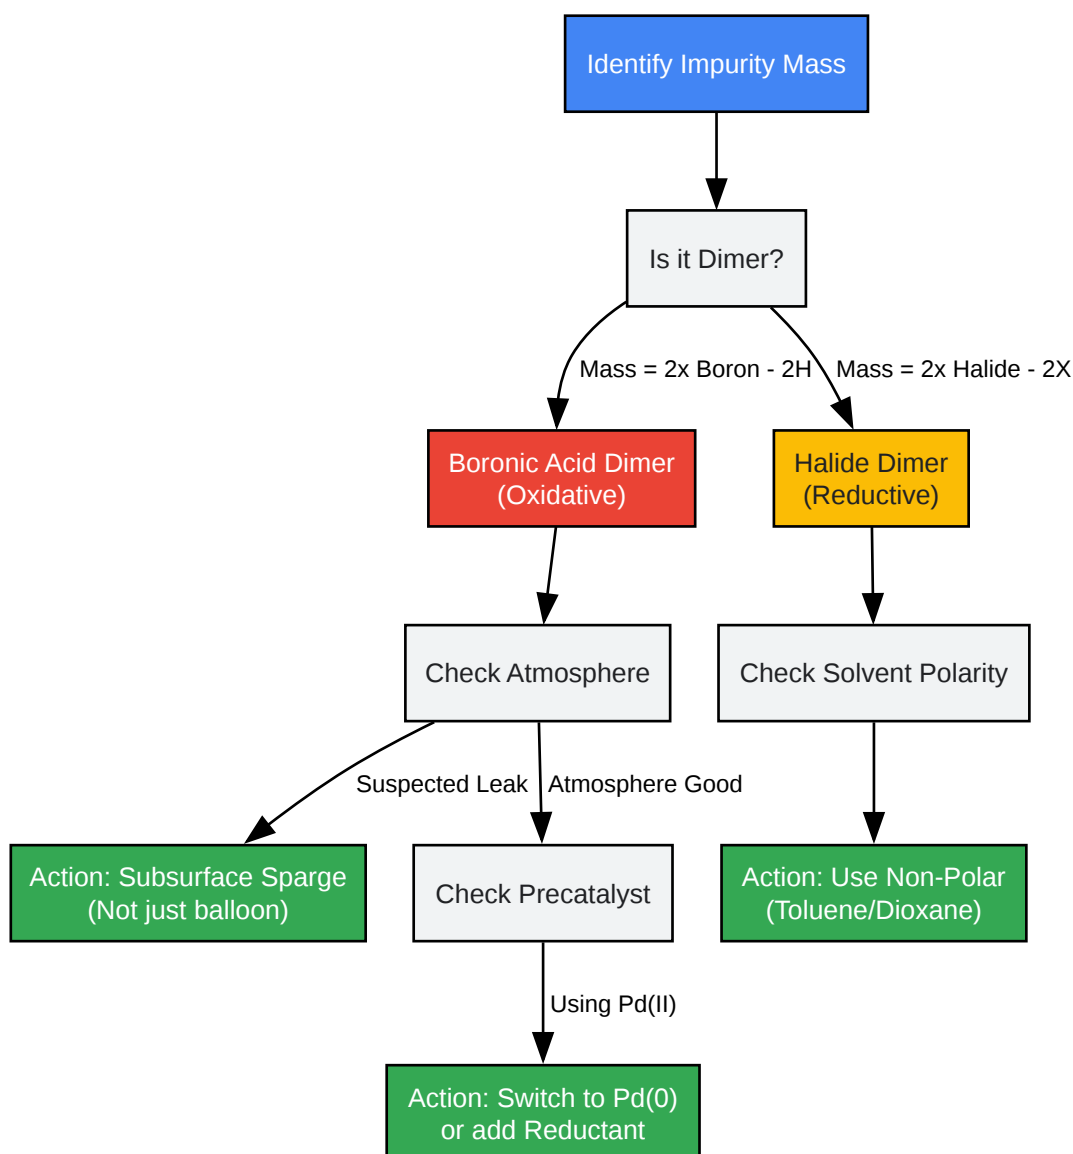 Identify Impurity Mass
Is it Dimer?
Mass = 2x Boron - 2H
Mass = 2x Halide - 2X
Boronic Acid Dimer
(Oxidative)
Halide Dimer
(Reductive)
Check Atmosphere
Check Solvent Polarity
Suspected Leak
Atmosphere Good
Action: Subsurface Sparge
(Not just balloon)
Check Precatalyst
Action: Use Non-Polar
(Toluene/Dioxane)
Using Pd(II)
Action: Switch to Pd(0)
or add Reductant